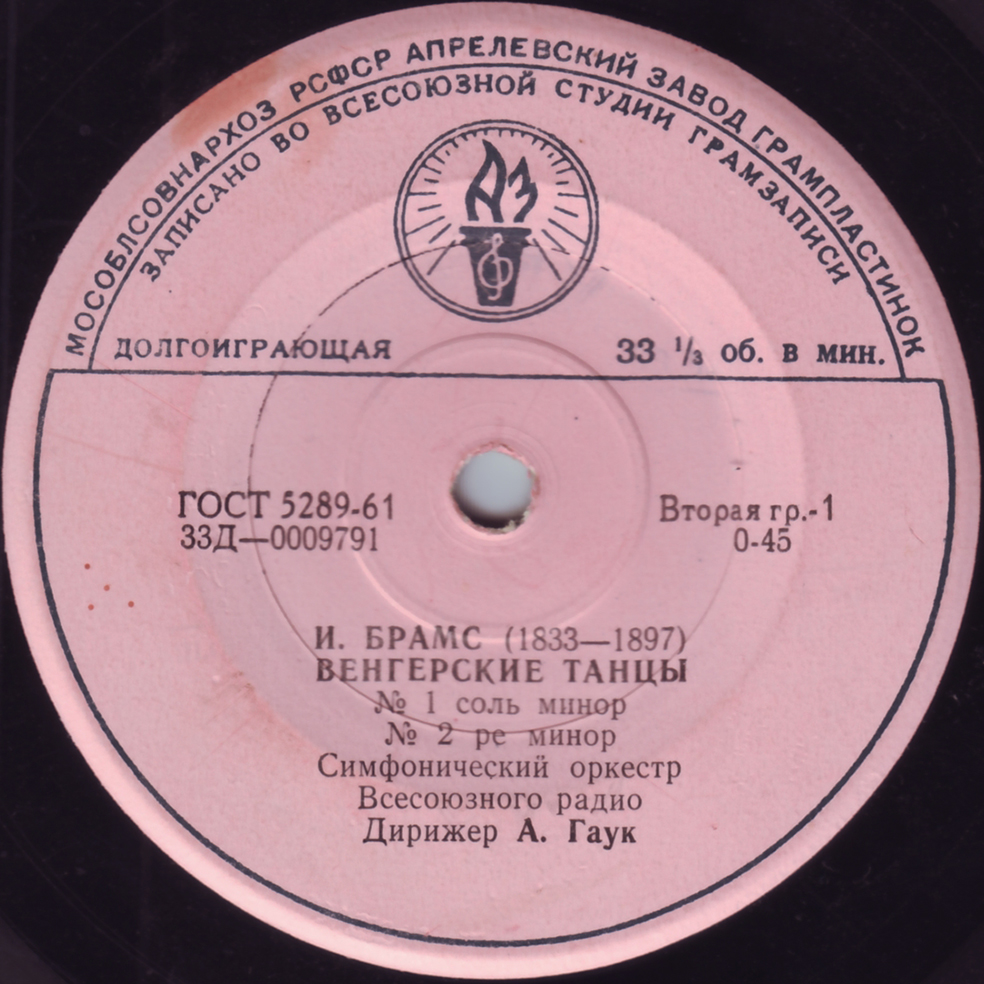 МОСОБЛСОВНАРХОЗ РСФСР АПРЕЛЕВСКИЙ ЗАВОД ГРАМПЛАСТИНОК
ЗАПИСАНО ВО ВСЕСОЮЗНОЙ СТУДИИ ГРАМЗАПИСИ
АЗ
ДОЛГОИГРАЮЩАЯ 33 1/3 об. в мин.
ГОСТ 5289-61 Вторая гр.-1
33Д—0009791 0-45
И. БРАМС (1833—1897)
ВЕНГЕРСКИЕ ТАНЦЫ
№ 1 соль минор
№ 2 ре минор
Симфонический оркестр
Всесоюзного радио
Дирижер А. Гаук